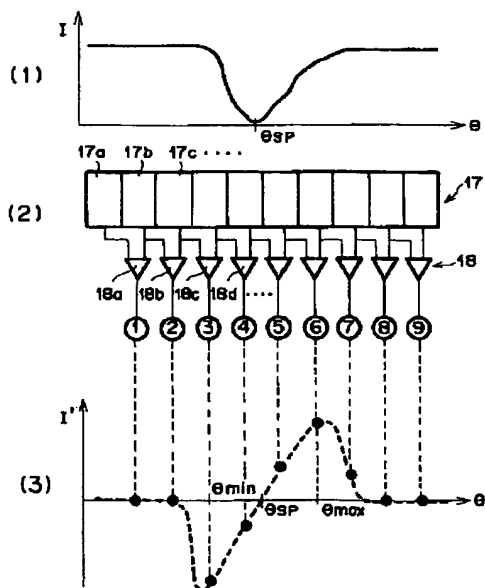 I
(1)
θSP
θ
17a 17b 17c ‥‥
17
(2)
18
18a 18b 18c 18d ‥‥
① ② ③ ④ ⑤ ⑥ ⑦ ⑧ ⑨
I'
(3)
θmin
θSP
θmax
θ